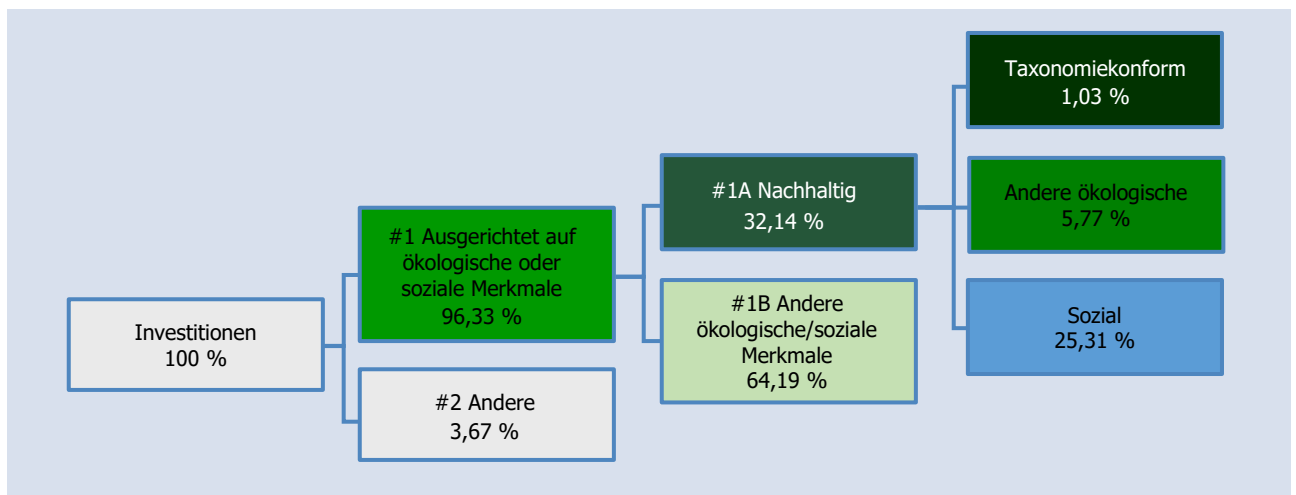 Investitionen
100 %
#1 Ausgerichtet auf
ökologische oder
soziale Merkmale
96,33 %
#2 Andere
3,67 %
#1A Nachhaltig
32,14 %
#1B Andere
ökologische/soziale
Merkmale
64,19 %
Taxonomiekonform
1,03 %
Andere ökologische
5,77 %
Sozial
25,31 %